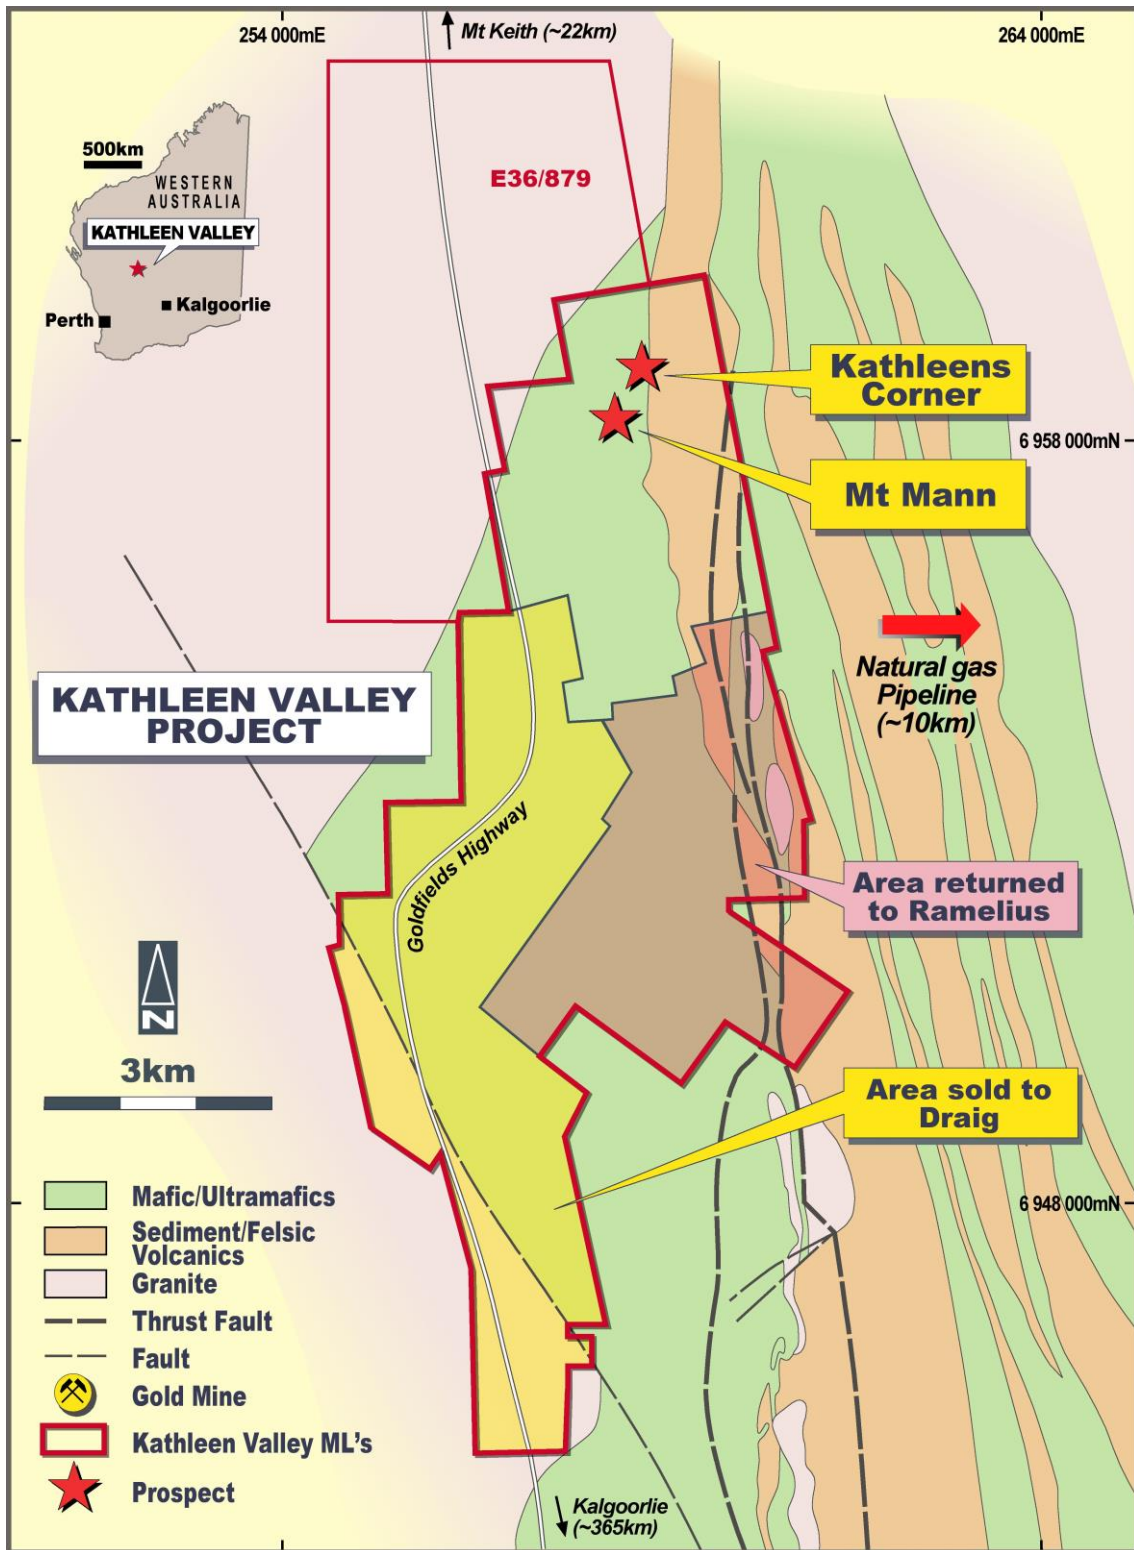 254 000mE
Mt Keith (~22km)
264 000mE
500km
WESTERN
AUSTRALIA
KATHLEEN VALLEY
Kalgoorlie
Perth
E36/879
Kathleens
Corner
6 958 000mN
Mt Mann
Natural gas
Pipeline
(~10km)
KATHLEEN VALLEY
PROJECT
Goldfields Highway
Area returned
to Ramelius
N
3km
Area sold to
Draig
6 948 000mN
Mafic/Ultramafics
Sediment/Felsic
Volcanics
Granite
Thrust Fault
Fault
Gold Mine
Kathleen Valley ML's
Prospect
Kalgoorlie
(~365km)